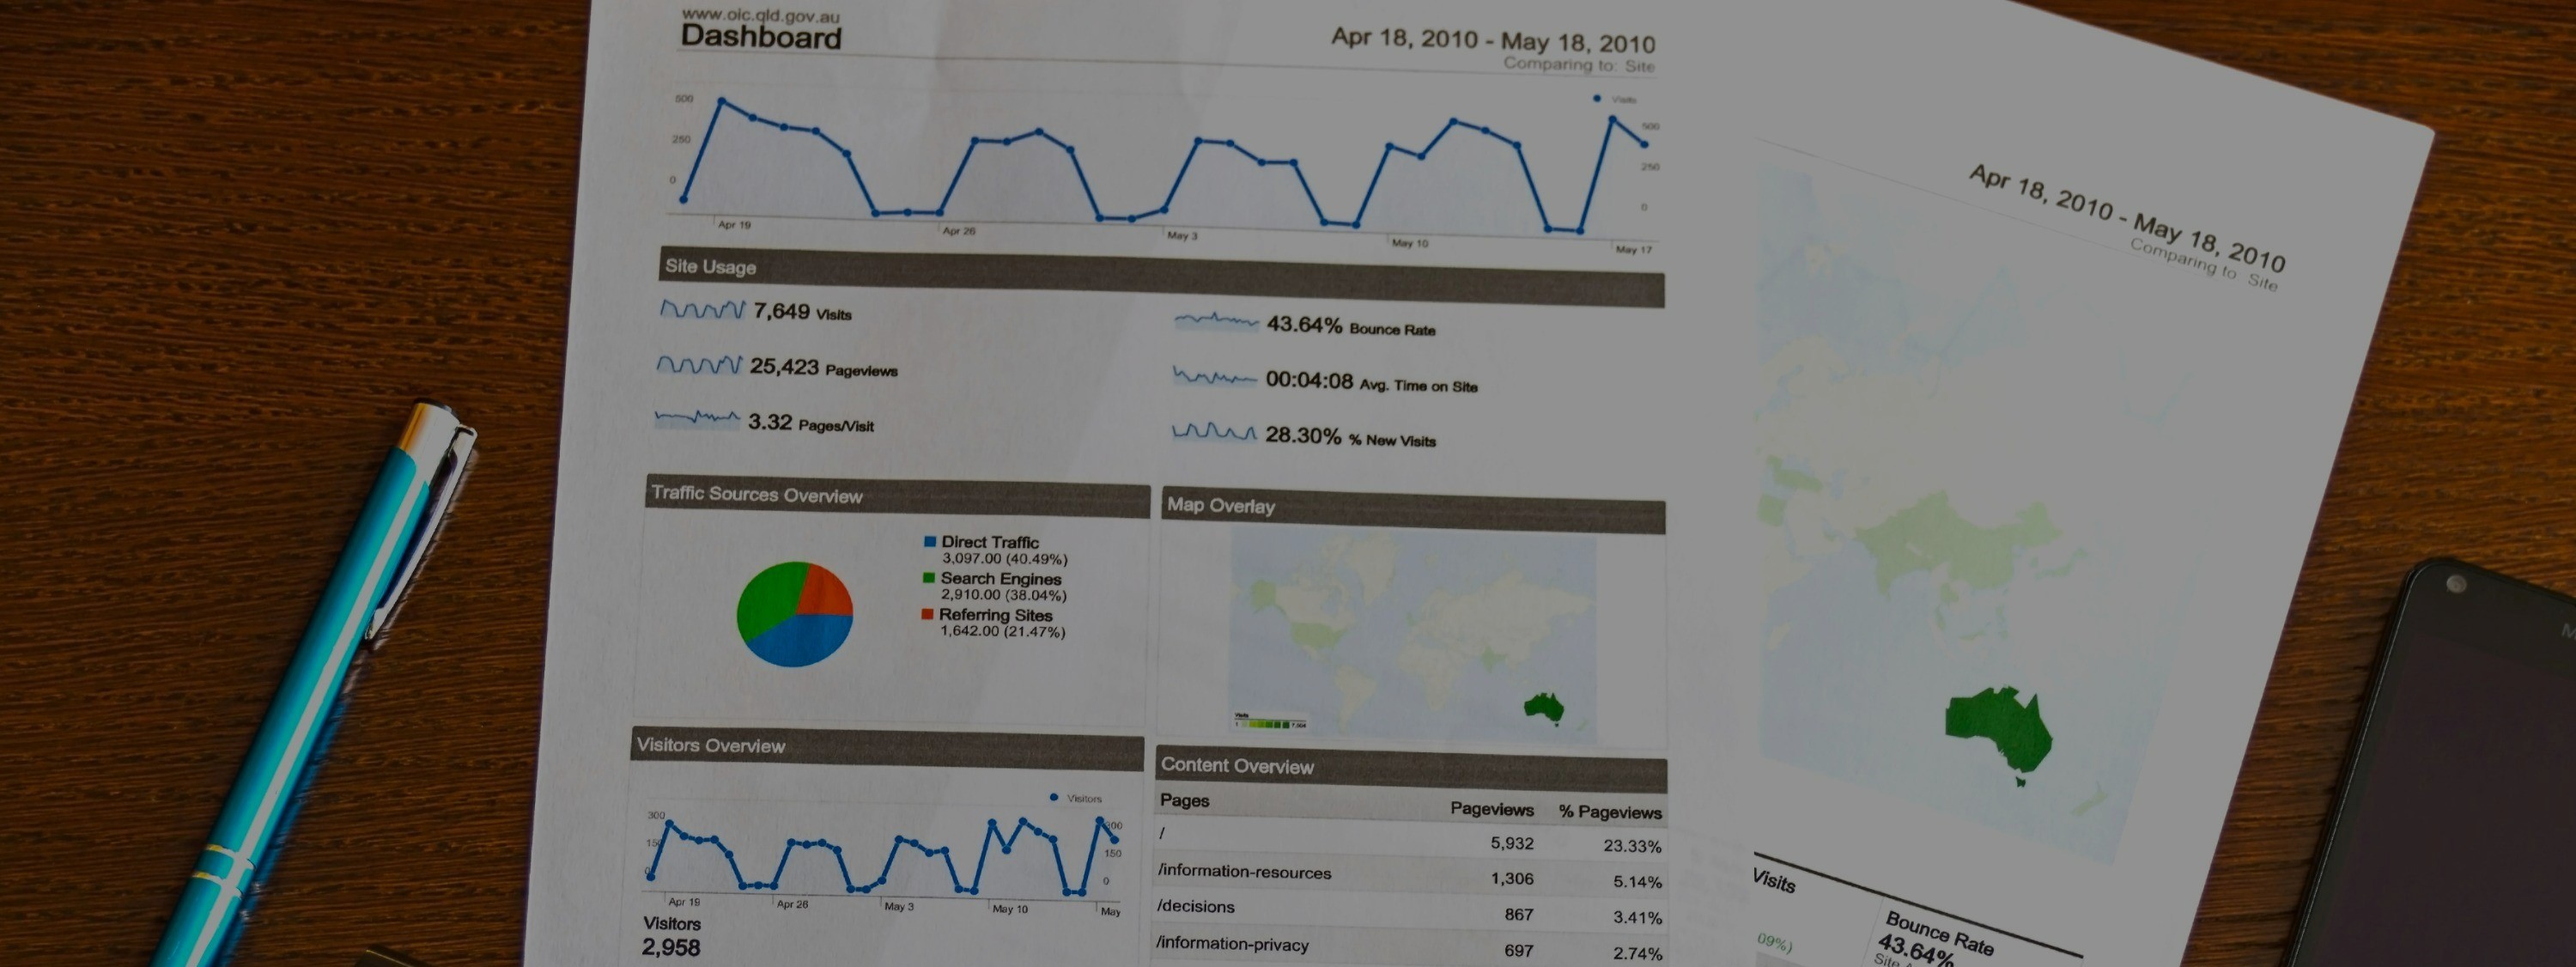 www.oic.qld.gov.au
Dashboard
Apr 18, 2010 - May 18, 2010
Comparing to: Site
Visits
500
250
0
500
250
0
Apr 19
Apr 26
May 3
May 10
May 17
Site Usage
7,649 Visits
43.64% Bounce Rate
25,423 Pageviews
00:04:08 Avg. Time on Site
3.32 Pages/Visit
28.30% % New Visits
Traffic Sources Overview
Direct Traffic
3,097.00 (40.49%)
Search Engines
2,910.00 (38.04%)
Referring Sites
1,642.00 (21.47%)
Map Overlay
Visits
Visitors Overview
Visitors
300
150
0
300
150
0
Apr 19
Apr 26
May 3
May 10
May
Visitors
2,958
Content Overview
Pages Pageviews % Pageviews
/ 5,932 23.33%
/information-resources 1,306 5.14%
/decisions 867 3.41%
/information-privacy 697 2.74%
Apr 18, 2010 - May 18, 2010
Comparing to: Site
Visits
09%)
Bounce Rate
43.64%
Site